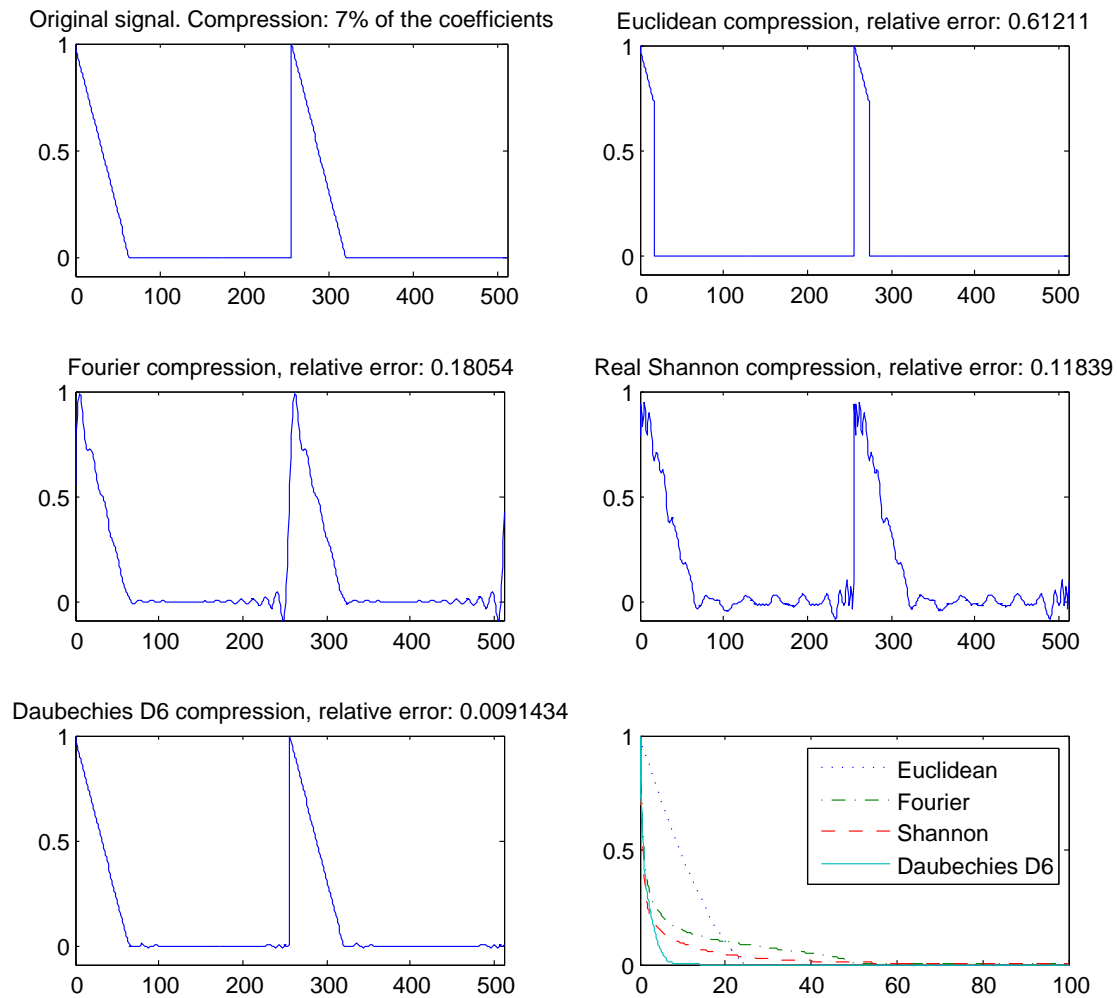 Original signal. Compression: 7% of the coefficients
1
0.5
0
0 100 200 300 400 500
Euclidean compression, relative error: 0.61211
1
0.5
0
0 100 200 300 400 500
Fourier compression, relative error: 0.18054
1
0.5
0
0 100 200 300 400 500
Real Shannon compression, relative error: 0.11839
1
0.5
0
0 100 200 300 400 500
Daubechies D6 compression, relative error: 0.0091434
1
0.5
0
0 100 200 300 400 500
1
0.5
0
0 20 40 60 80 100
Euclidean
Fourier
Shannon
Daubechies D6